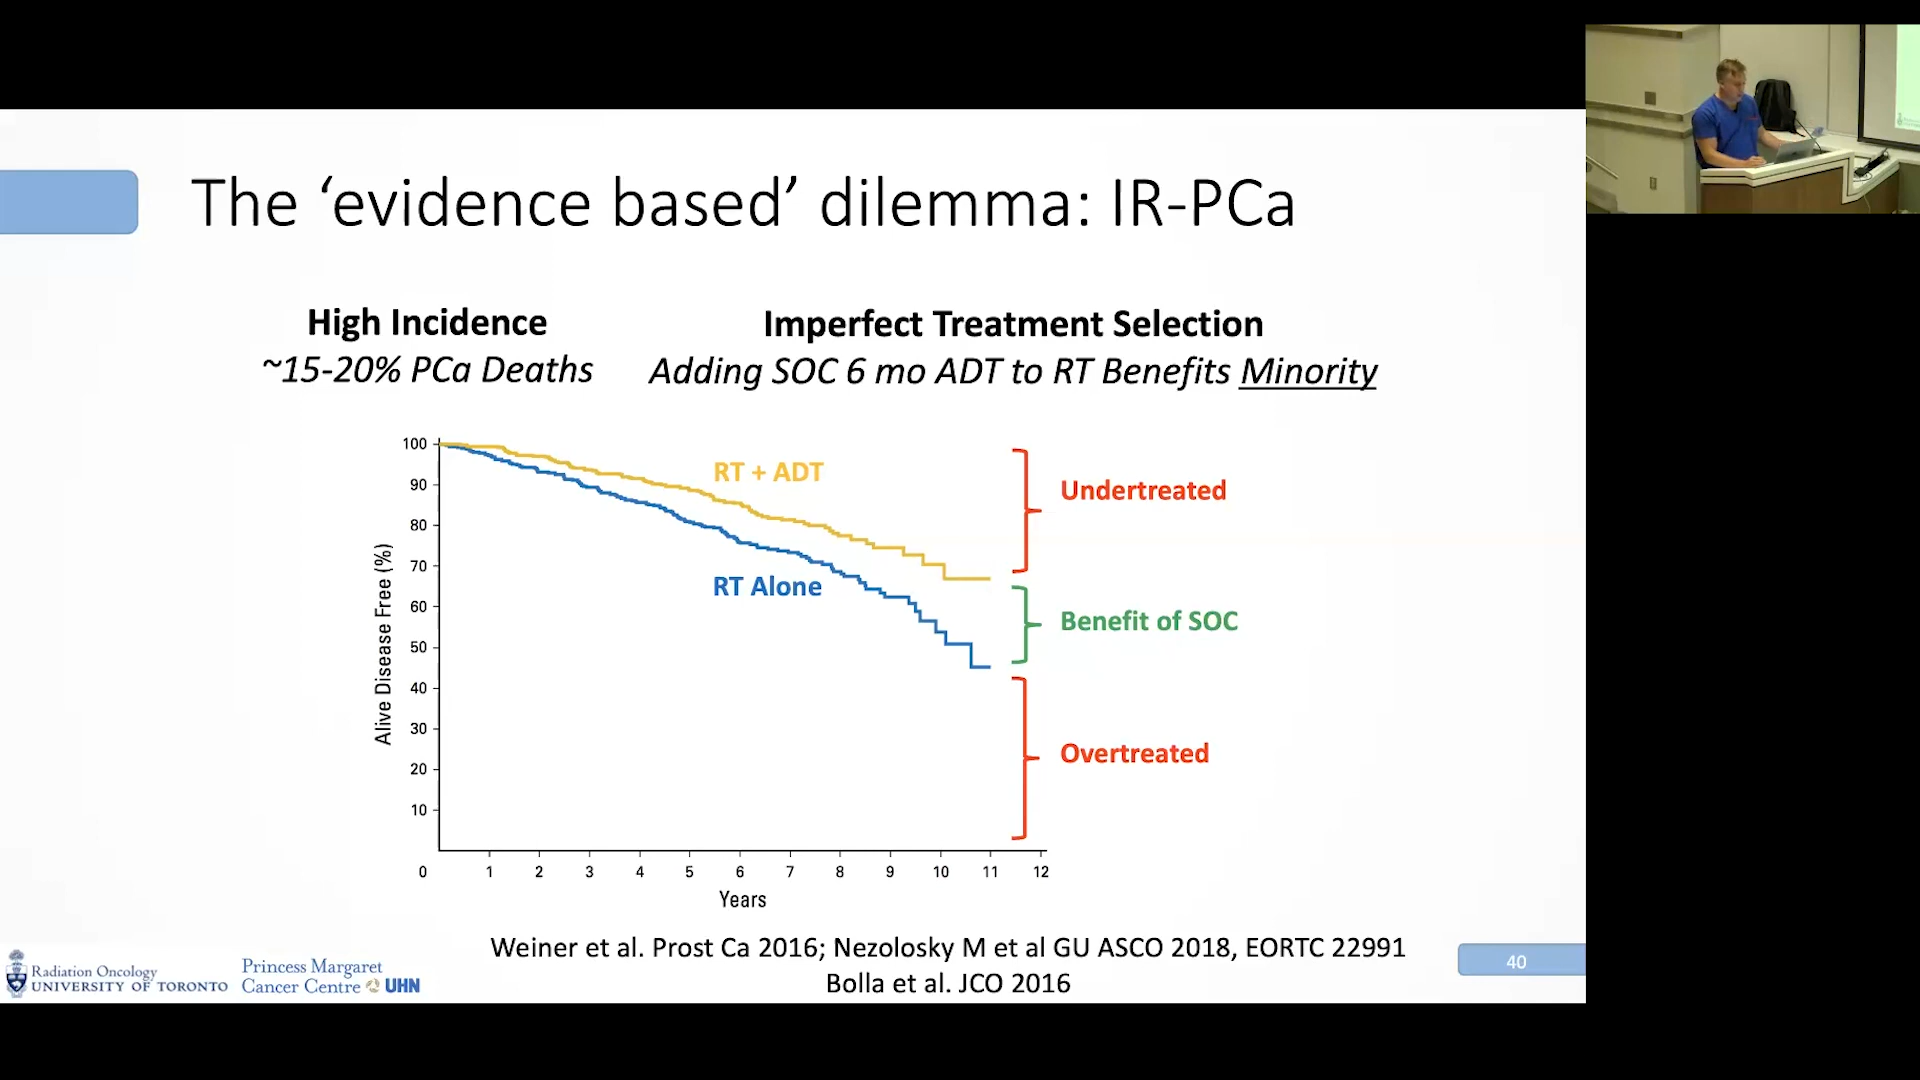 The ‘evidence based’ dilemma: IR-PCa
High Incidence
~15-20% PCa Deaths
Imperfect Treatment Selection
Adding SOC 6 mo ADT to RT Benefits Minority
100
90
80
70
60
50
40
30
20
10
0
Alive Disease Free (%)
RT + ADT
RT Alone
Undertreated
Benefit of SOC
Overtreated
1 2 3 4 5 6 7 8 9 10 11 12
Years
Weiner et al. Prost Ca 2016; Nezolosky M et al GU ASCO 2018, EORTC 22991
Bolla et al. JCO 2016
Radiation Oncology
UNIVERSITY OF TORONTO
Princess Margaret
Cancer Centre UHN
40